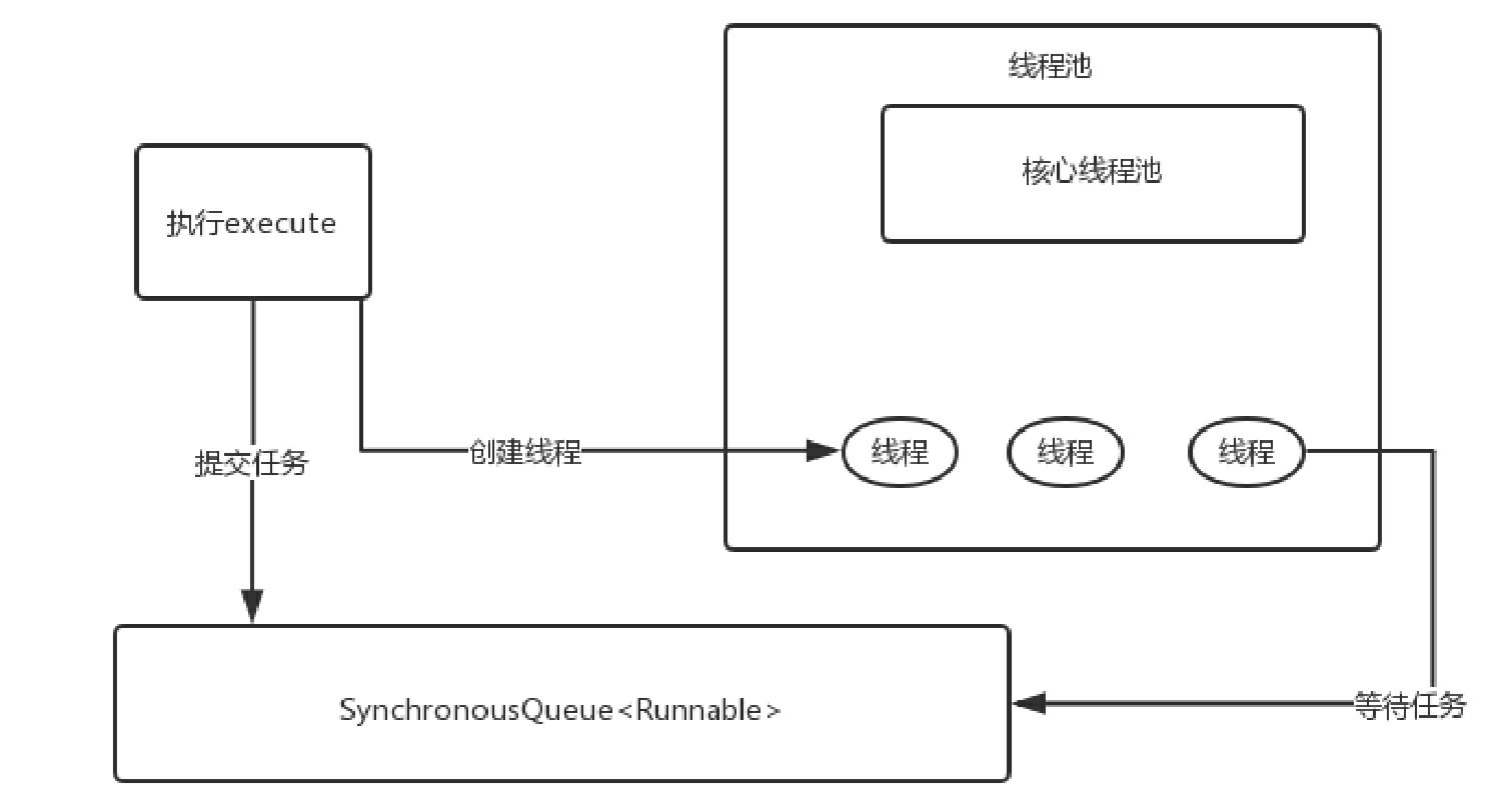 线程池
核心线程池
执行execute
创建线程
线程
线程
线程
提交任务
SynchronousQueue<Runnable>
等待任务